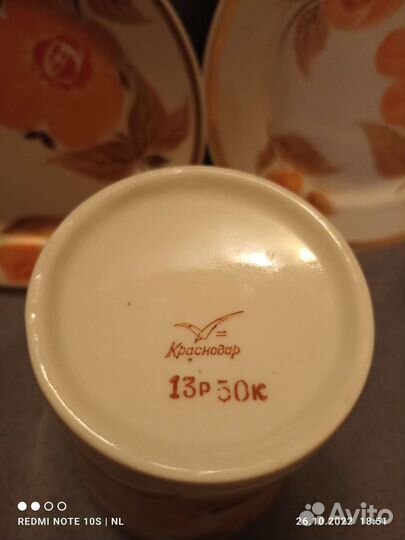 Краснодар
13р 50к
REDMI NOTE 10S | NL
26.10.2022 18:51
Avito